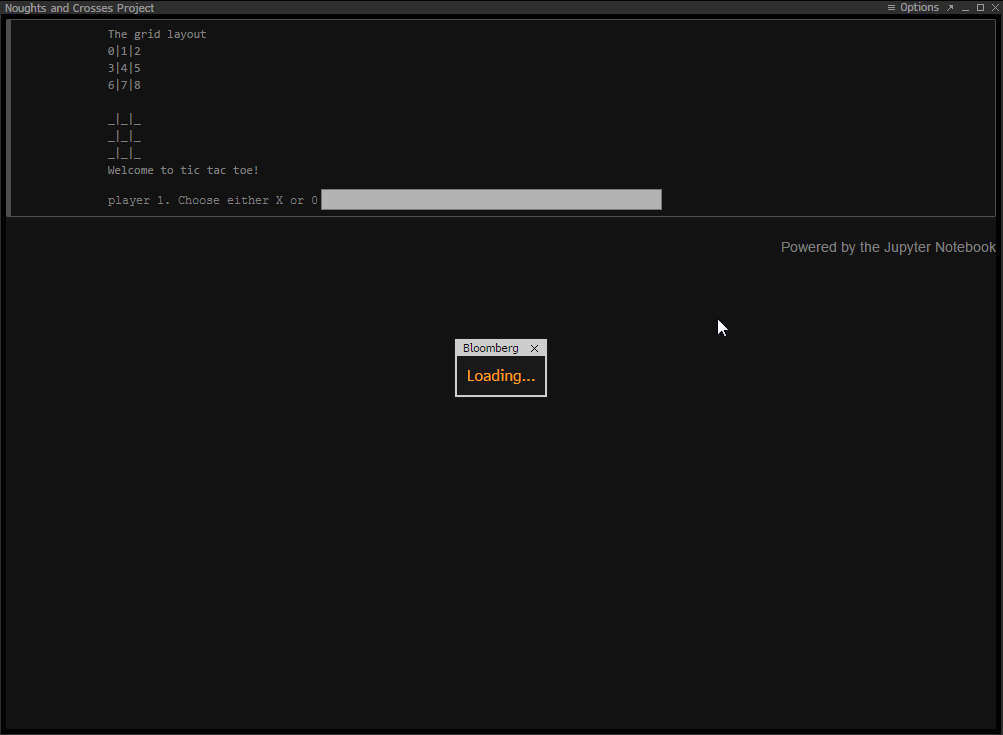 Noughts and Crosses Project
Options
The grid layout
0|1|2
3|4|5
6|7|8
_|_|_
_|_|_
_|_|_
Welcome to tic tac toe!
player 1. Choose either X or 0
Powered by the Jupyter Notebook
Bloomberg
Loading...